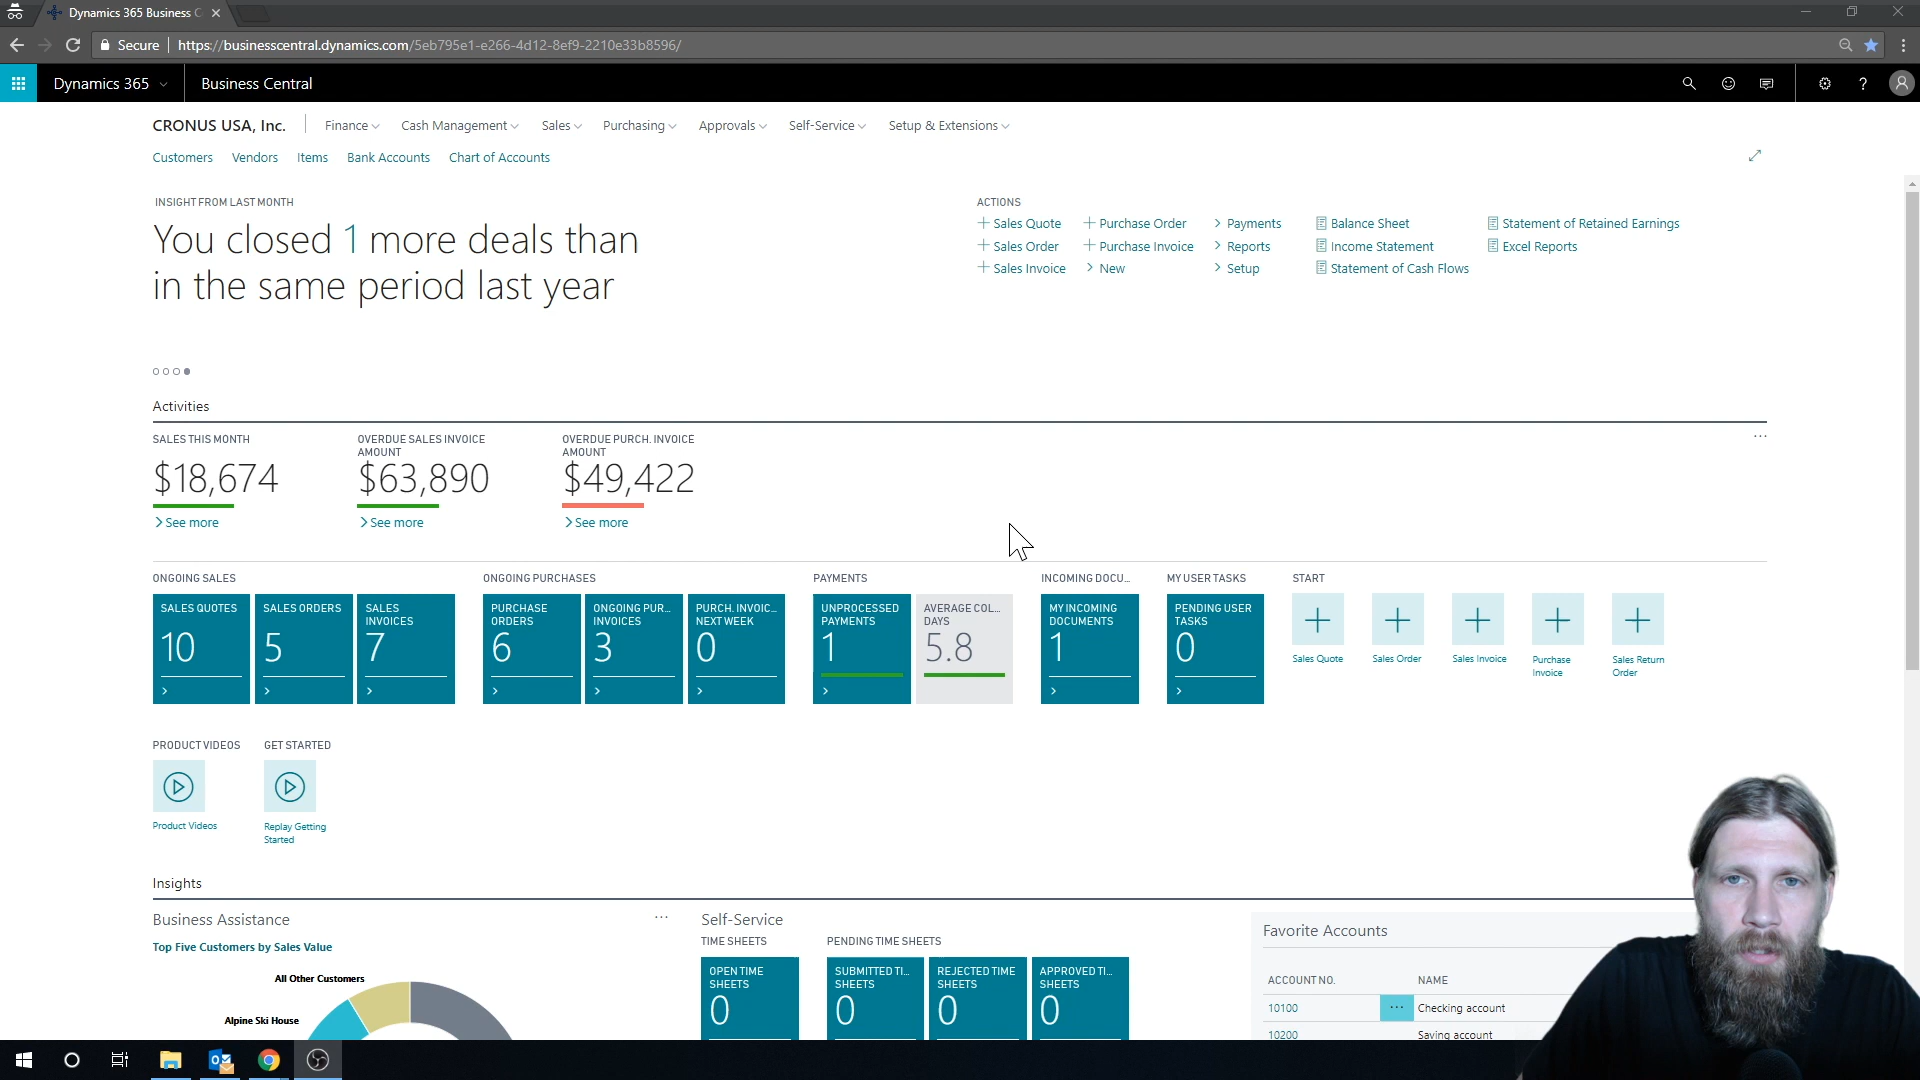 Dynamics 365 Business C
Secure | https://businesscentral.dynamics.com/5eb795e1-e266-4d12-8ef9-2210e33b8596/
Dynamics 365
Business Central
CRONUS USA, Inc.
Finance
Cash Management
Sales
Purchasing
Approvals
Self-Service
Setup & Extensions
Customers
Vendors
Items
Bank Accounts
Chart of Accounts
INSIGHT FROM LAST MONTH
You closed 1 more deals than
in the same period last year
ACTIONS
+ Sales Quote
+ Purchase Order
> Payments
Balance Sheet
Statement of Retained Earnings
+ Sales Order
+ Purchase Invoice
> Reports
Income Statement
Excel Reports
+ Sales Invoice
> New
> Setup
Statement of Cash Flows
Activities
SALES THIS MONTH
$18,674
> See more
OVERDUE SALES INVOICE
AMOUNT
$63,890
> See more
OVERDUE PURCH. INVOICE
AMOUNT
$49,422
> See more
ONGOING SALES
SALES QUOTES
10
SALES ORDERS
5
SALES
INVOICES
7
ONGOING PURCHASES
PURCHASE
ORDERS
6
ONGOING PUR...
INVOICES
3
PURCH. INVOIC...
NEXT WEEK
0
PAYMENTS
UNPROCESSED
PAYMENTS
1
AVERAGE COL...
DAYS
5.8
INCOMING DOCU...
MY INCOMING
DOCUMENTS
1
MY USER TASKS
PENDING USER
TASKS
0
START
Sales Quote
Sales Order
Sales Invoice
Purchase
Invoice
Sales Return
Order
PRODUCT VIDEOS
Product Videos
GET STARTED
Replay Getting
Started
Insights
Business Assistance
Top Five Customers by Sales Value
All Other Customers
Alpine Ski House
Self-Service
TIME SHEETS
OPEN TIME
SHEETS
0
PENDING TIME SHEETS
SUBMITTED TI...
SHEETS
0
REJECTED TIME
SHEETS
0
APPROVED TI...
SHEETS
0
Favorite Accounts
ACCOUNT NO.
NAME
10100
Checking account
10200
Saving account